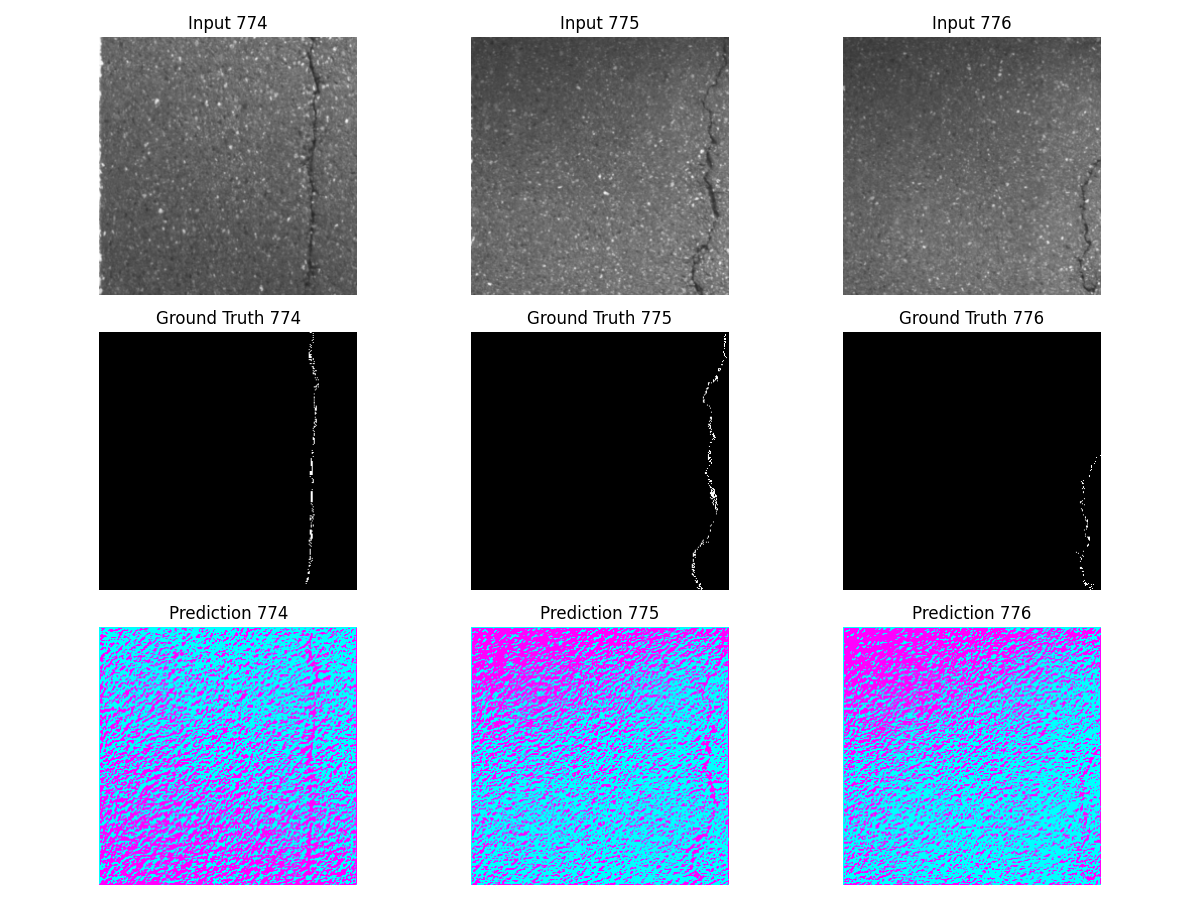 Input 774
Input 775
Input 776
Ground Truth 774
Ground Truth 775
Ground Truth 776
Prediction 774
Prediction 775
Prediction 776